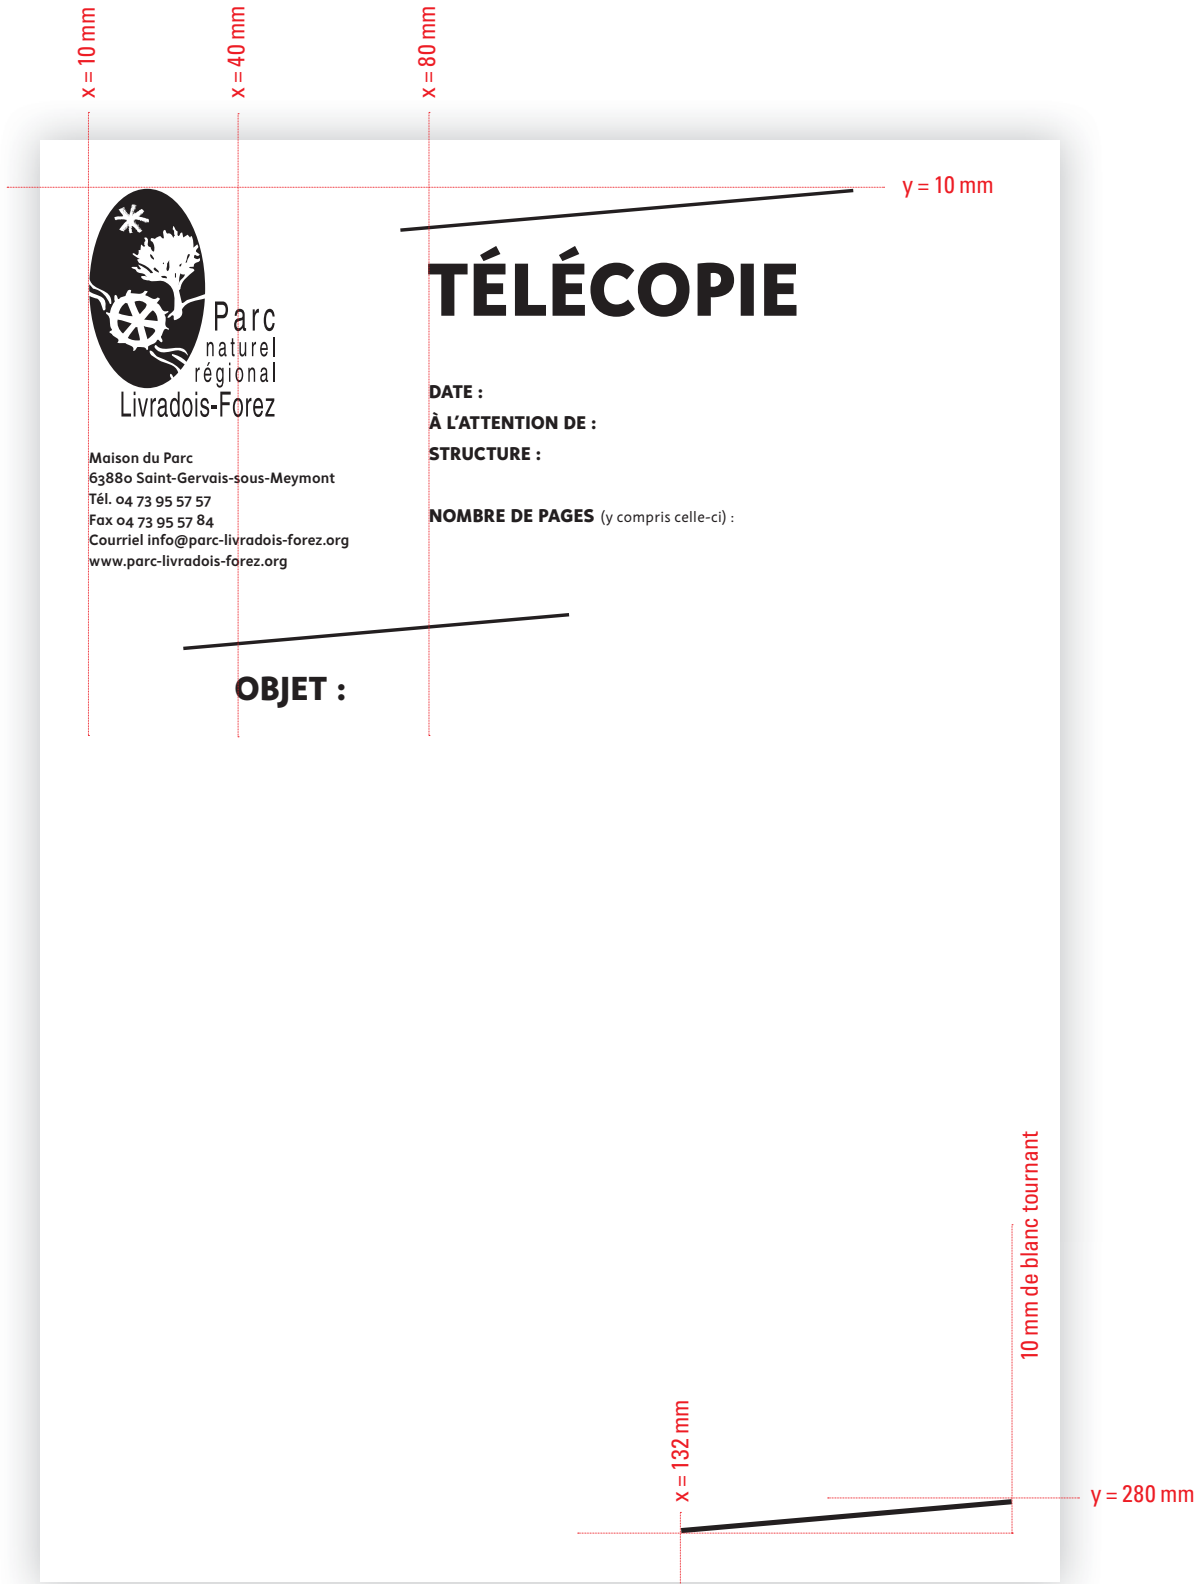 x = 10 mm
x = 40 mm
x = 80 mm
y = 10 mm
Parc
naturel
régional
Livradois-Forez
TÉLÉCOPIE
Maison du Parc
63880 Saint-Gervais-sous-Meymont
Tél. 04 73 95 57 57
Fax 04 73 95 57 84
Courriel info@parc-livradois-forez.org
www.parc-livradois-forez.org
DATE :
À L’ATTENTION DE :
STRUCTURE :
NOMBRE DE PAGES (y compris celle-ci) :
OBJET :
10 mm de blanc tournant
x = 132 mm
y = 280 mm